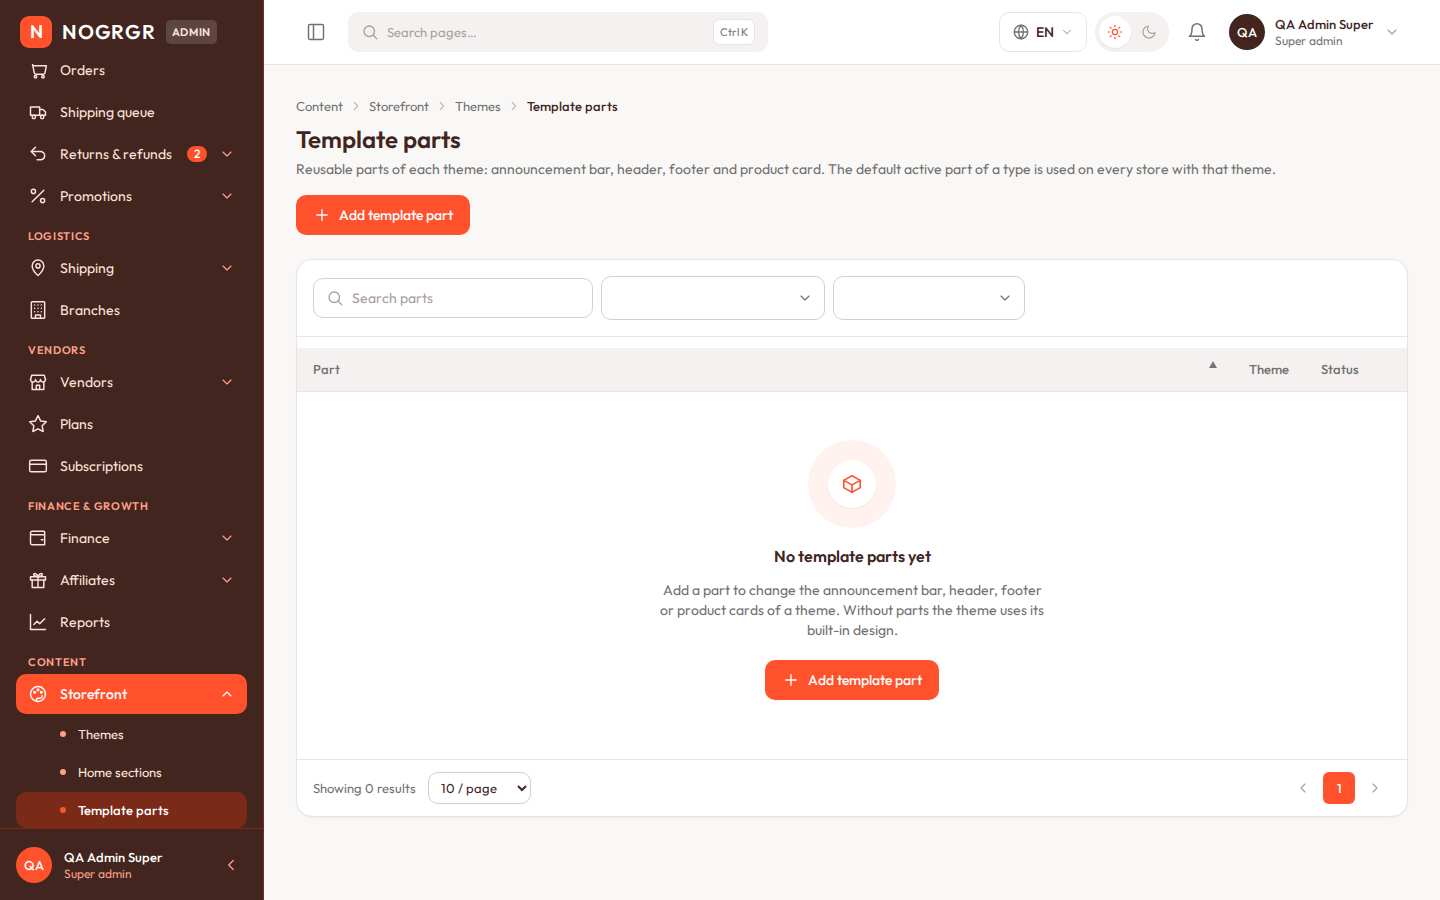 N NOGRGR ADMIN
Orders
Shipping queue
Returns & refunds 2
Promotions
LOGISTICS
Shipping
Branches
VENDORS
Vendors
Plans
Subscriptions
FINANCE & GROWTH
Finance
Affiliates
Reports
CONTENT
Storefront
Themes
Home sections
Template parts
QA QA Admin Super
Super admin
Search pages... Ctrl K
EN
QA QA Admin Super
Super admin
Content Storefront Themes Template parts
Template parts
Reusable parts of each theme: announcement bar, header, footer and product card. The default active part of a type is used on every store with that theme.
Add template part
Search parts
Part Theme Status
No template parts yet
Add a part to change the announcement bar, header, footer
or product cards of a theme. Without parts the theme uses its
built-in design.
Add template part
Showing 0 results 10 / page 1